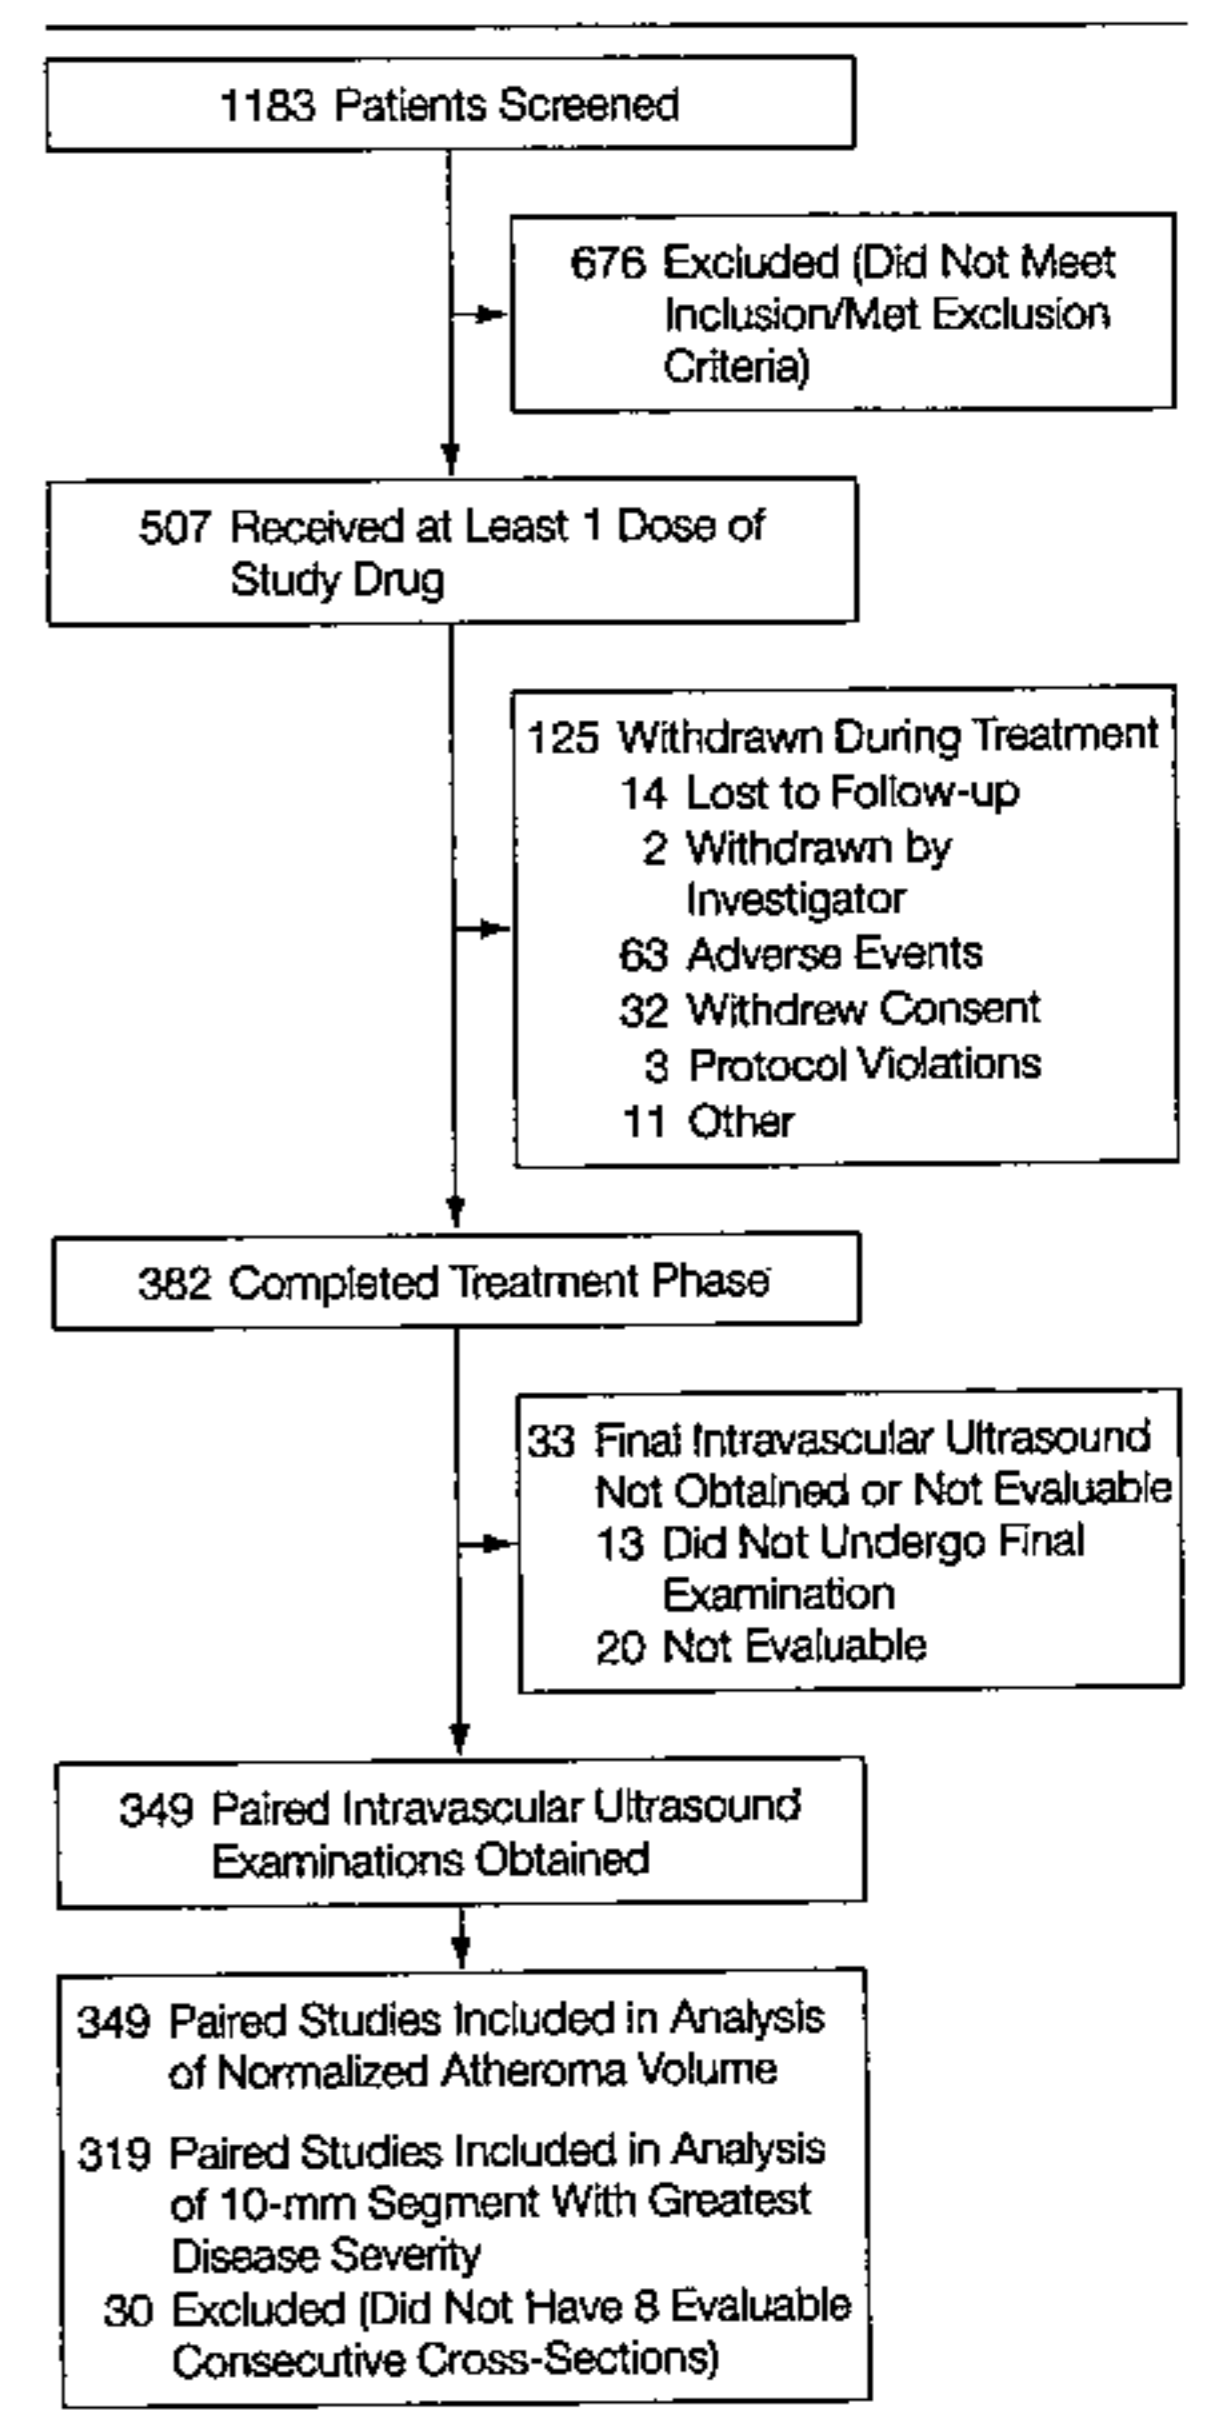 1183 Patients Screened
676 Excluded (Did Not Meet
Inclusion/Met Exclusion
Criteria)
507 Received at Least 1 Dose of
Study Drug
125 Withdrawn During Treatment
14 Lost to Follow-up
2 Withdrawn by
Investigator
63 Adverse Events
32 Withdrew Consent
3 Protocol Violations
11 Other
382 Completed Treatment Phase
33 Final Intravascular Ultrasound
Not Obtained or Not Evaluable
13 Did Not Undergo Final
Examination
20 Not Evaluable
349 Paired Intravascular Ultrasound
Examinations Obtained
349 Paired Studies Included in Analysis
of Normalized Atheroma Volume
319 Paired Studies Included in Analysis
of 10-mm Segment With Greatest
Disease Severity
30 Excluded (Did Not Have 8 Evaluable
Consecutive Cross-Sections)